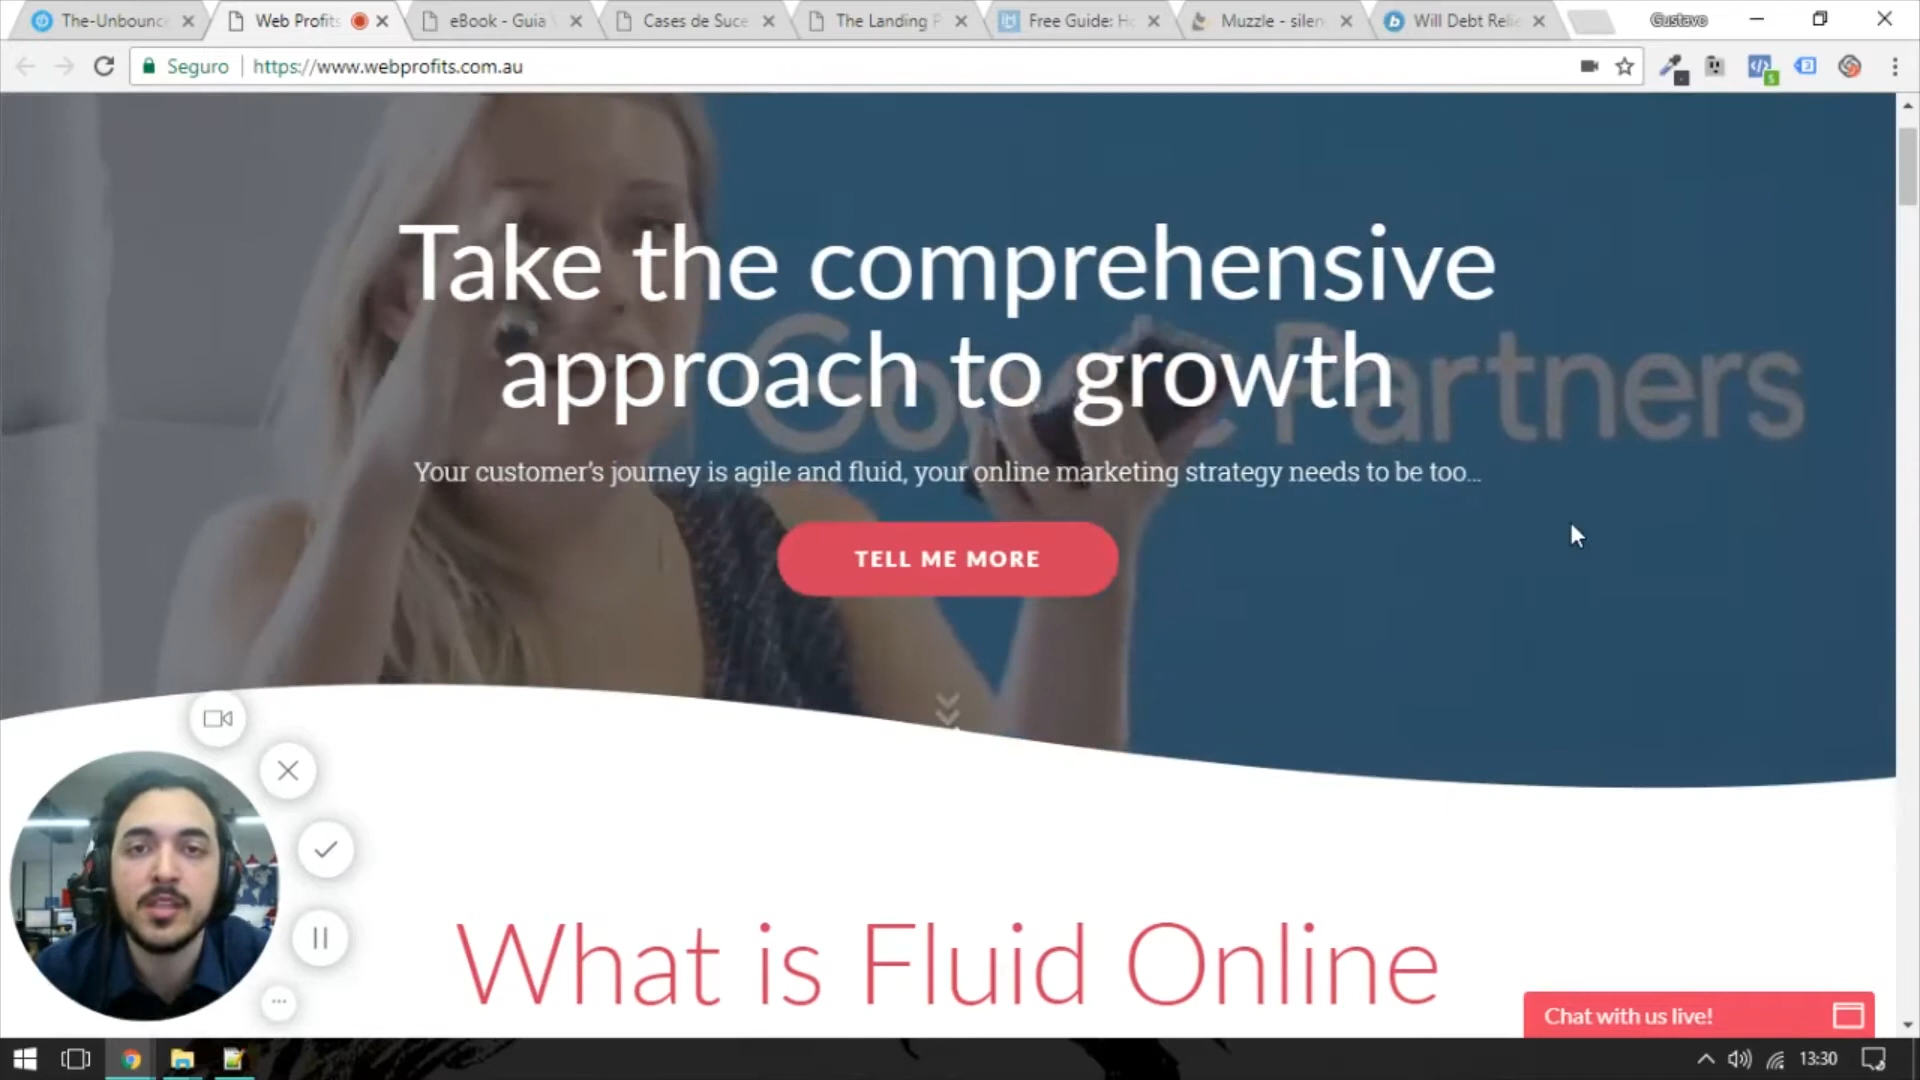 The-Unbounc
Web Profits
eBook - Guia
Cases de Suce
The Landing P
Free Guide: Ho
Muzzle - silen
Will Debt Relie
Gustavo
Seguro
https://www.webprofits.com.au
Take the comprehensive
approach to growth
Partners
Your customer's journey is agile and fluid, your online marketing strategy needs to be too...
TELL ME MORE
What is Fluid Online
Chat with us live!
13:30